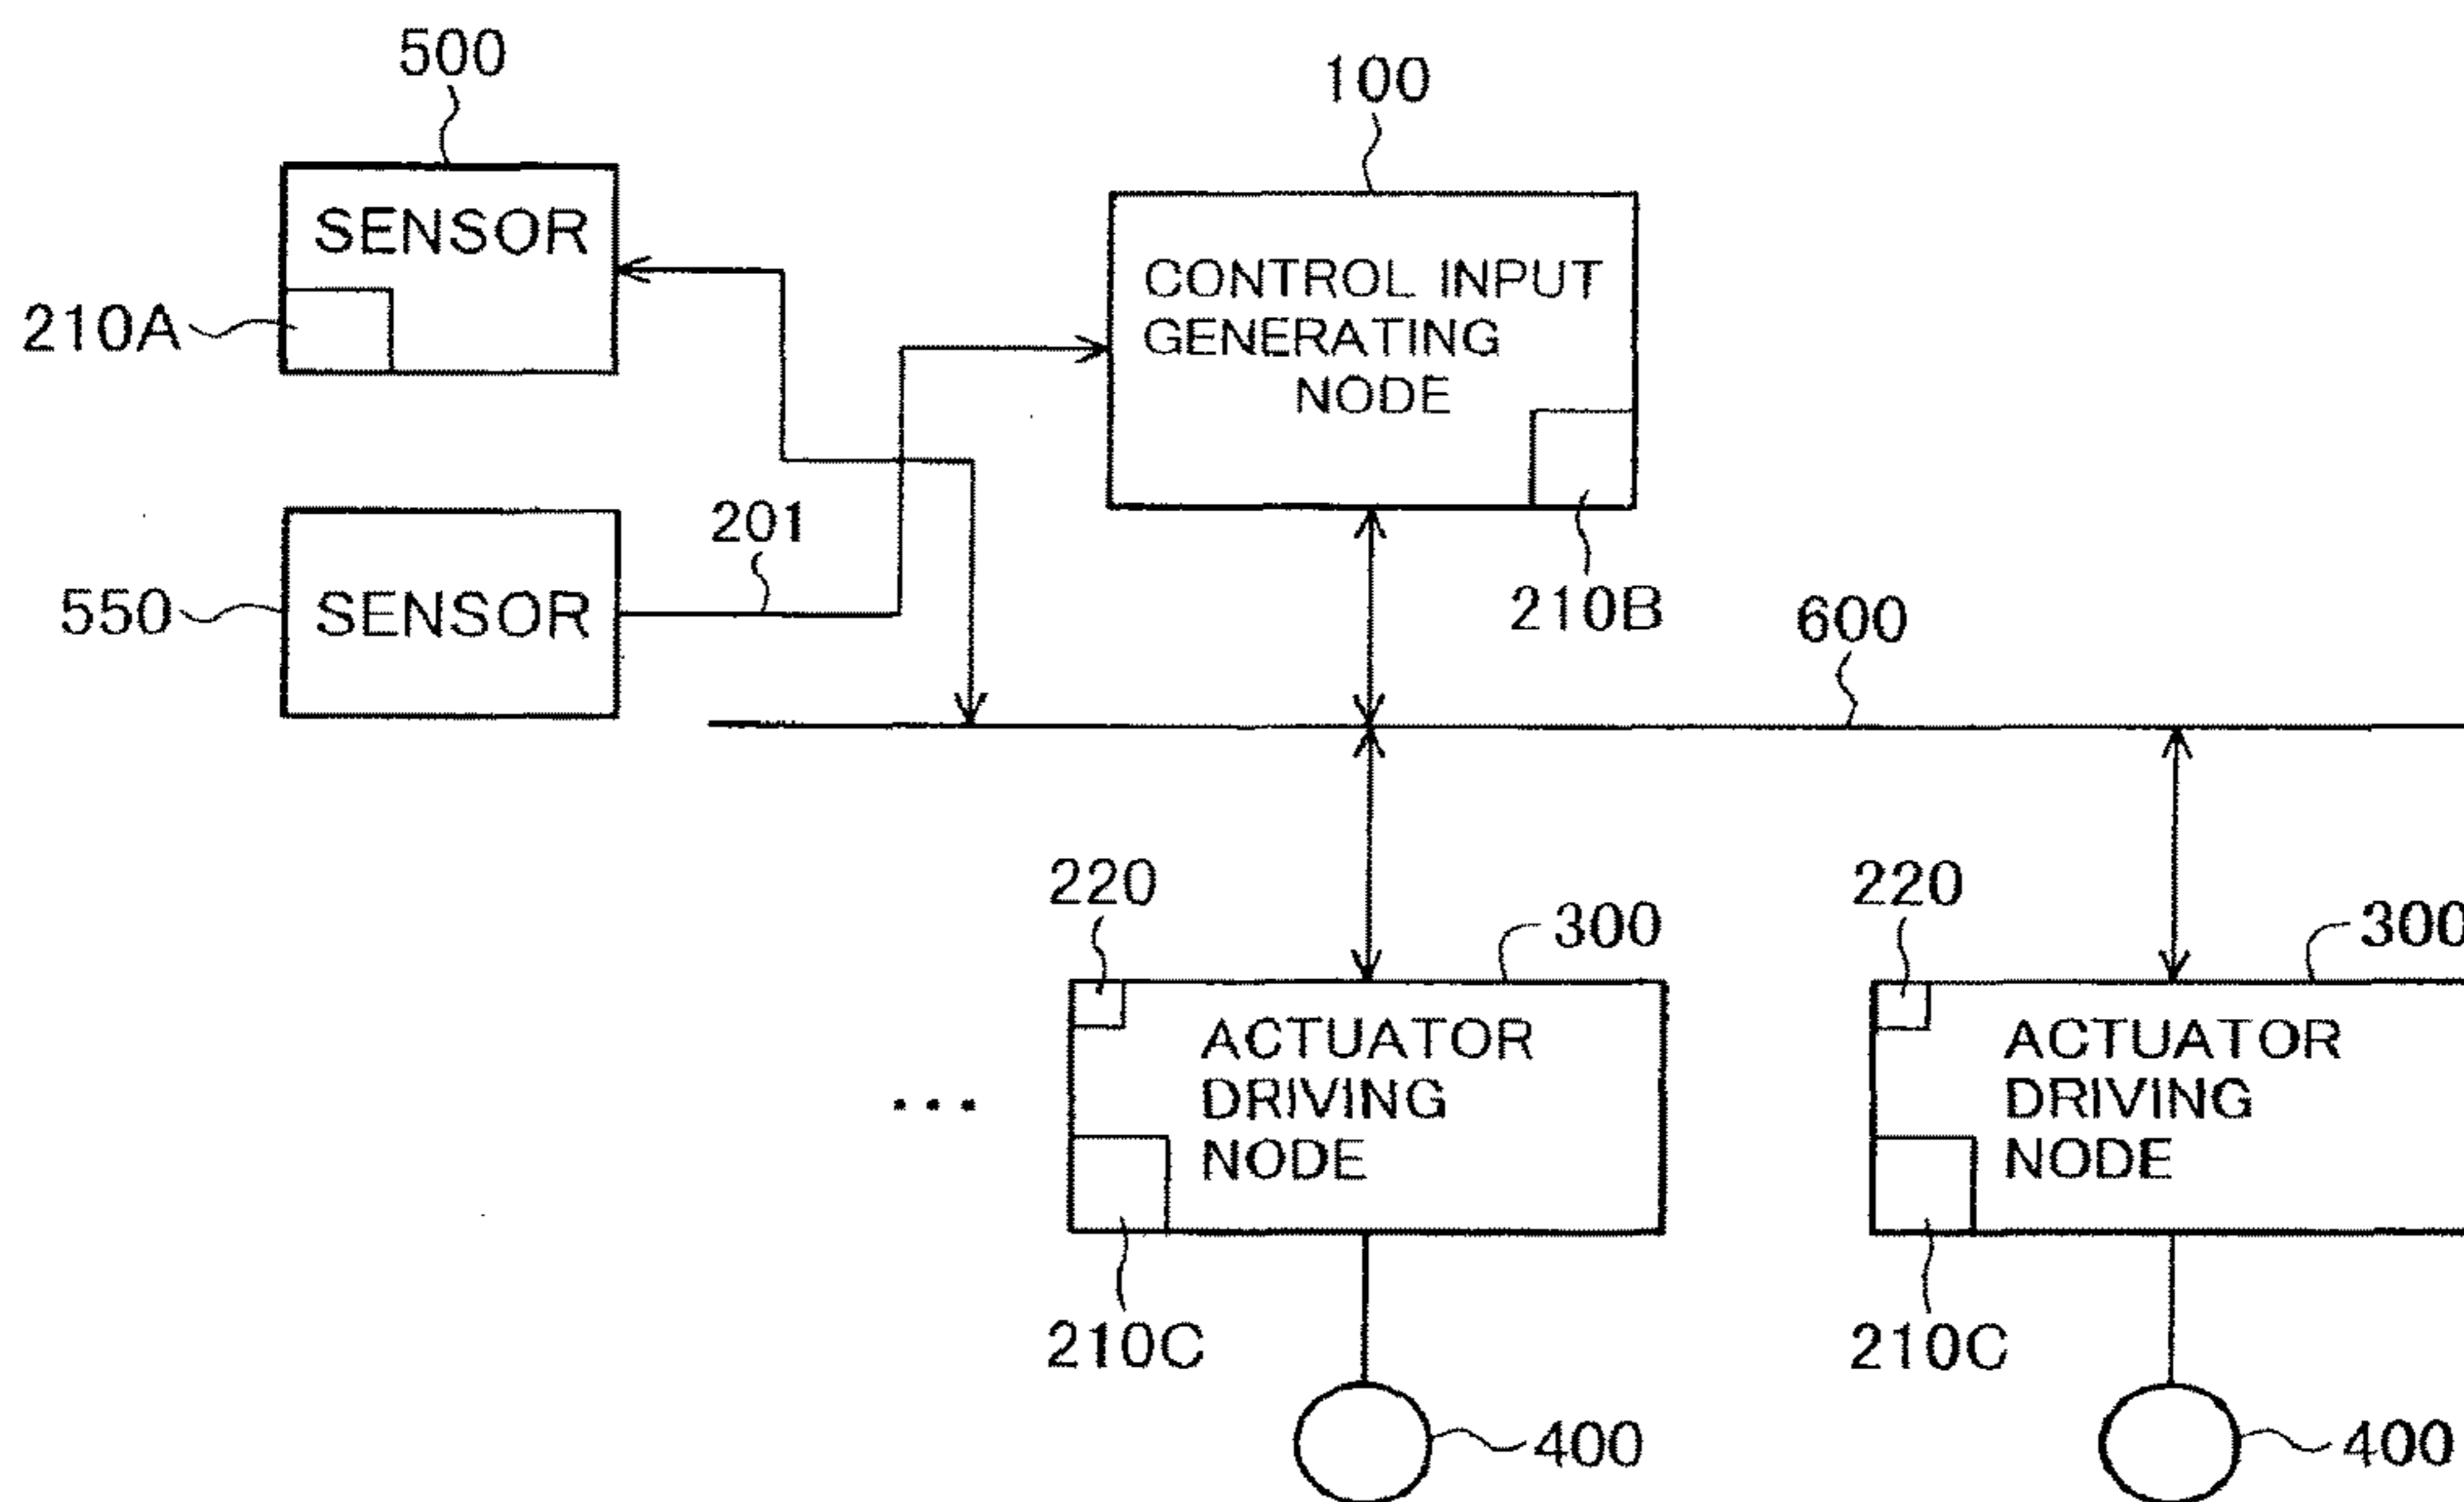 500
100
SENSOR
210A
CONTROL INPUT
GENERATING
NODE
201
550
SENSOR
210B
600
220
300
220
300
ACTUATOR
DRIVING
NODE
ACTUATOR
DRIVING
NODE
...
210C
210C
400
400